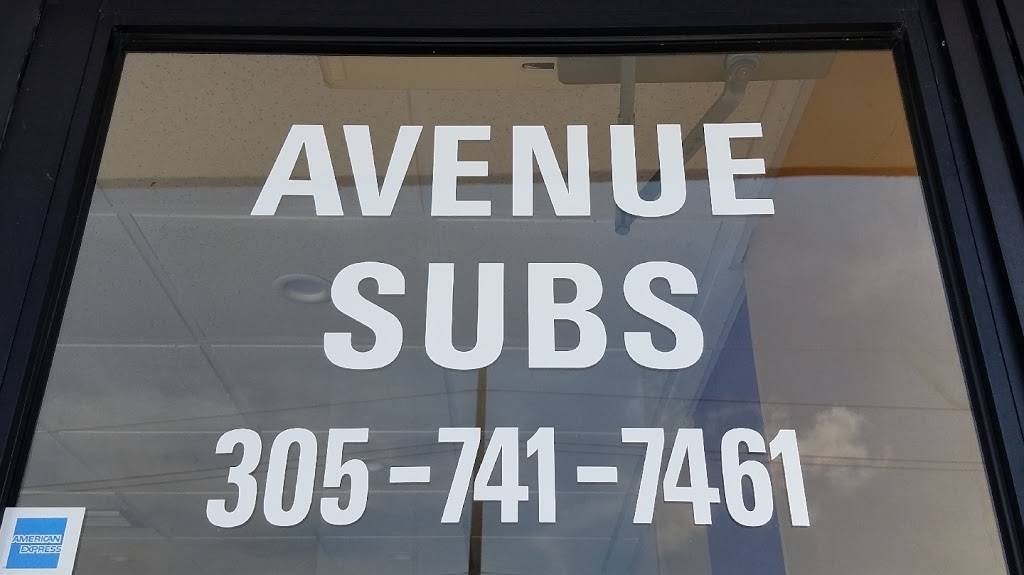 AVENUE
SUBS
305-741-7461
AMERICAN
EXPRESS